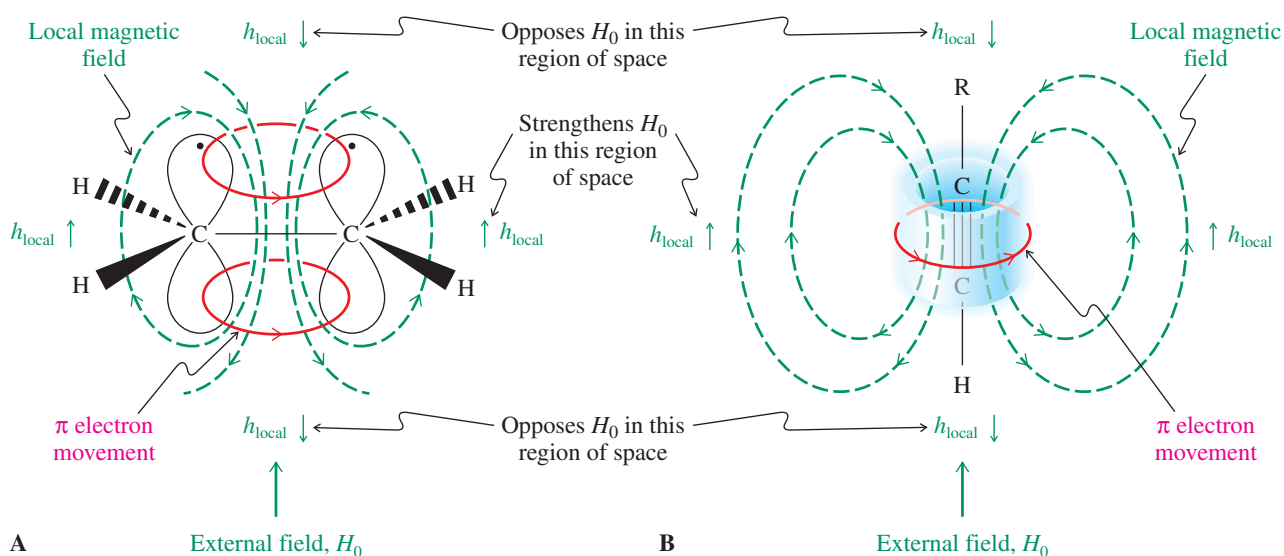 h_local ↓
Opposes H₀ in this
region of space
h_local ↓
Local magnetic
field
Local magnetic
field
R
Strengthens H₀
in this region
of space
H
H
C
h_local ↑
C
C
↑ h_local
h_local ↑
↑ h_local
H
H
C
H
π electron
movement
h_local ↓
Opposes H₀ in this
region of space
h_local ↓
π electron
movement
A
External field, H₀
B
External field, H₀